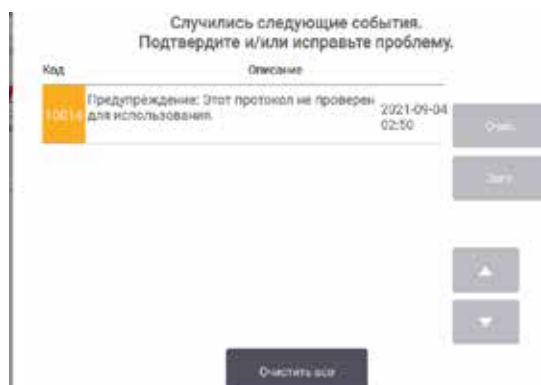 Случились следующие события.
Подтвердите и/или исправьте проблему.
Код Описание
10014 Предупреждение: Этот протокол не проверен
для использования.
2021-09-04
02:50
Очистить все